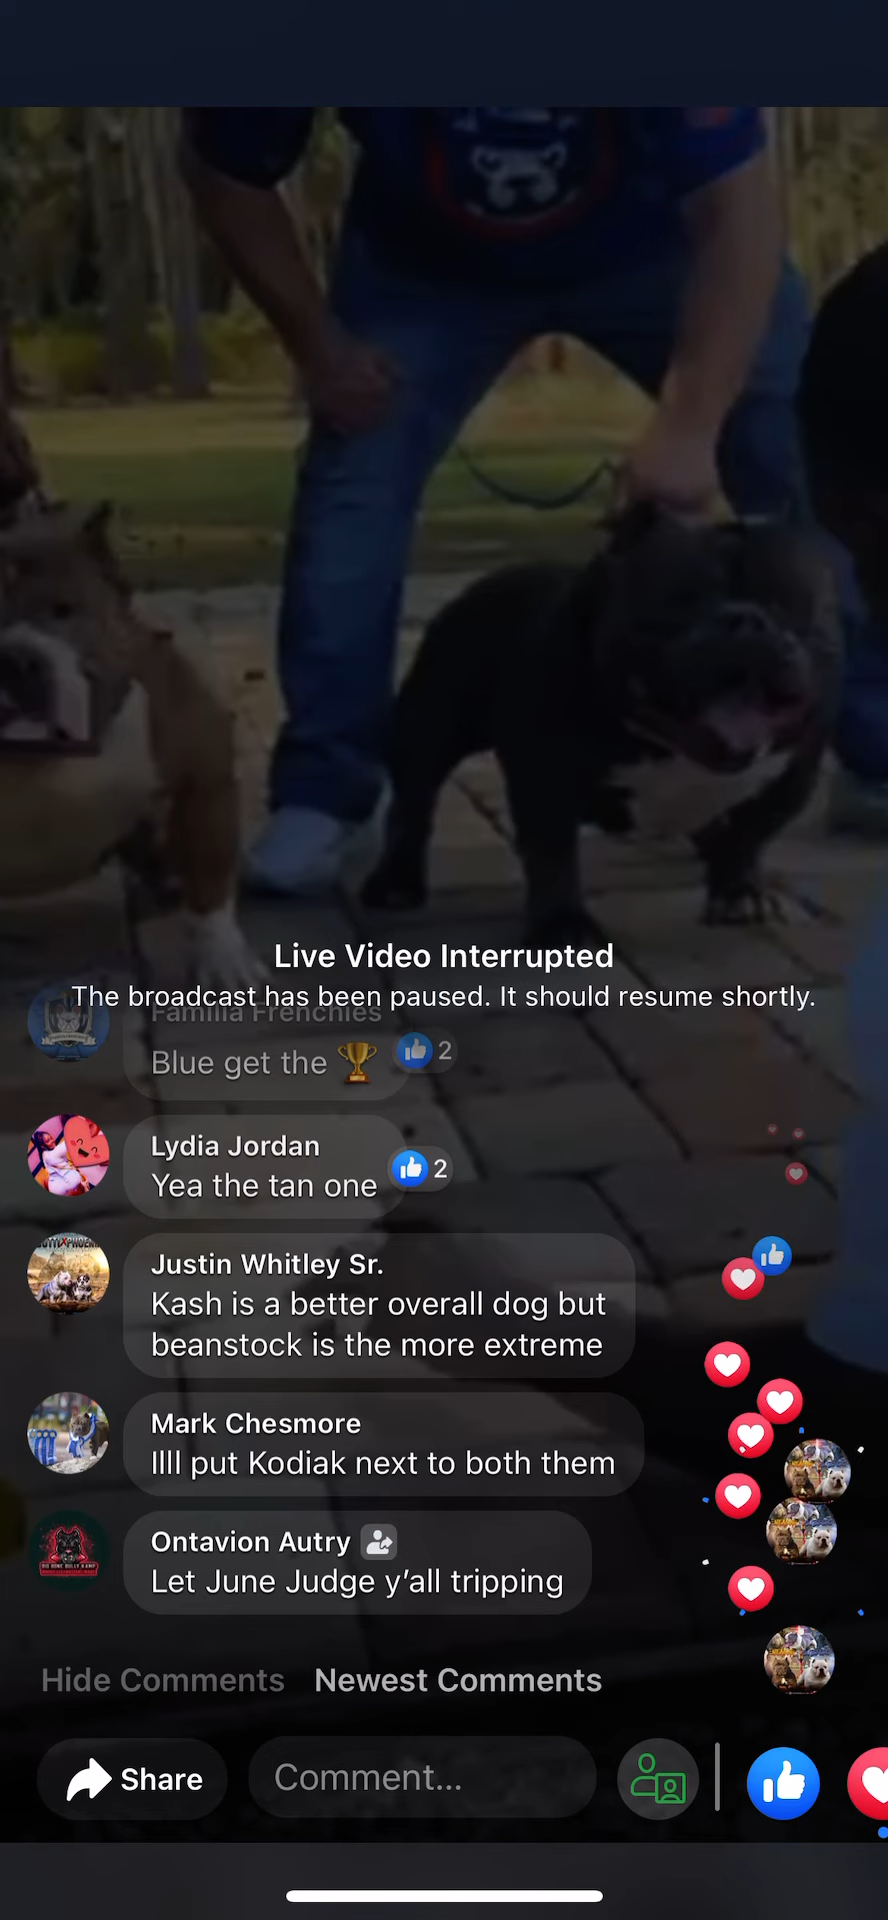 Live Video Interrupted
The broadcast has been paused. It should resume shortly.
Familia Frenchies
Blue get the 🏆 2
Lydia Jordan
Yea the tan one 2
Justin Whitley Sr.
Kash is a better overall dog but
beanstock is the more extreme
Mark Chesmore
Illl put Kodiak next to both them
Ontavion Autry
Let June Judge y’all tripping
Hide Comments Newest Comments
Share Comment...